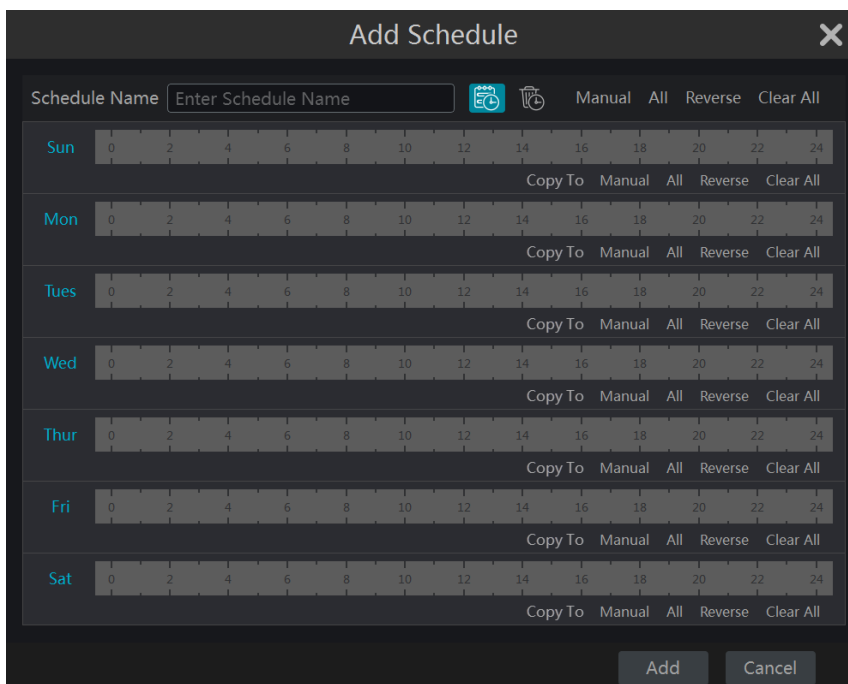 Add Schedule
Schedule Name Enter Schedule Name Manual All Reverse Clear All
Sun 0 2 4 6 8 10 12 14 16 18 20 22 24
Copy To Manual All Reverse Clear All
Mon 0 2 4 6 8 10 12 14 16 18 20 22 24
Copy To Manual All Reverse Clear All
Tues 0 2 4 6 8 10 12 14 16 18 20 22 24
Copy To Manual All Reverse Clear All
Wed 0 2 4 6 8 10 12 14 16 18 20 22 24
Copy To Manual All Reverse Clear All
Thur 0 2 4 6 8 10 12 14 16 18 20 22 24
Copy To Manual All Reverse Clear All
Fri 0 2 4 6 8 10 12 14 16 18 20 22 24
Copy To Manual All Reverse Clear All
Sat 0 2 4 6 8 10 12 14 16 18 20 22 24
Copy To Manual All Reverse Clear All
Add Cancel